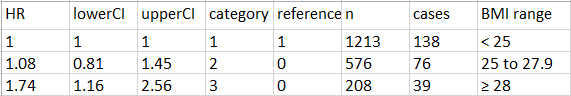 HR lowerCI upperCI category reference n cases BMI range
1 1 1 1 1 1213 138 < 25
1.08 0.81 1.45 2 0 576 76 25 to 27.9
1.74 1.16 2.56 3 0 208 39 ≥ 28